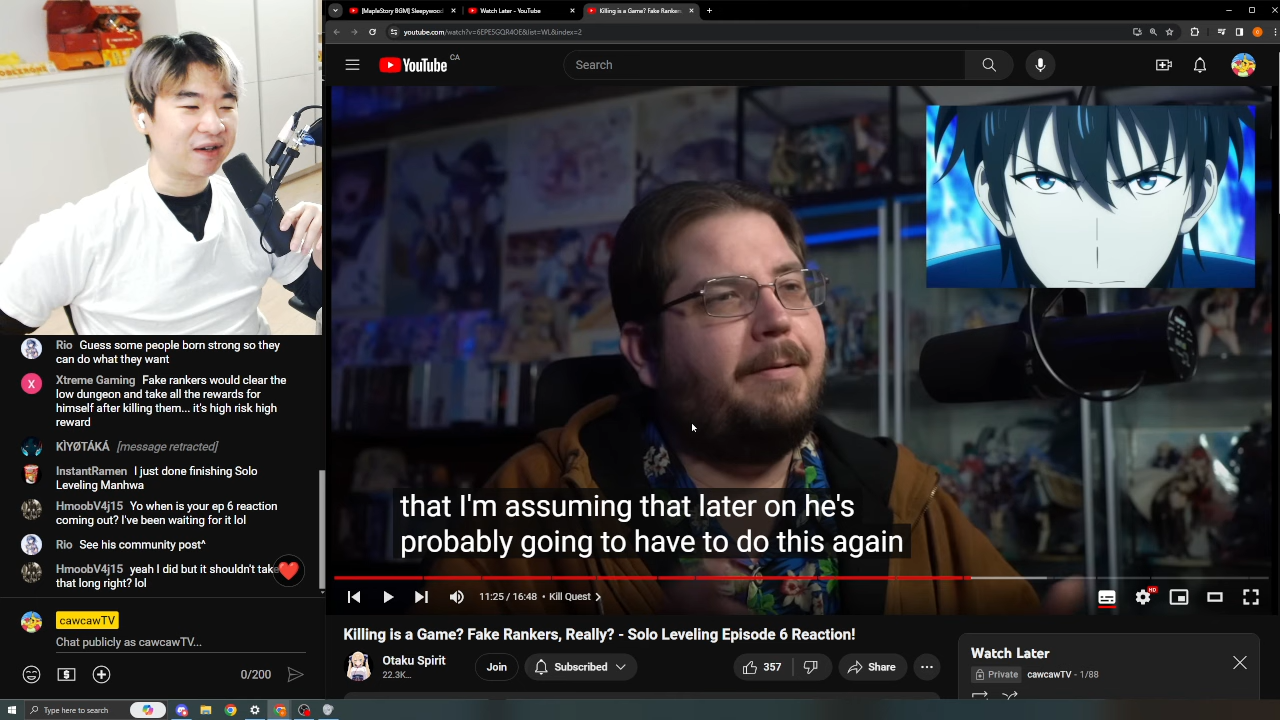 [MapleStory BGM] Sleepywood
Watch Later - YouTube
Killing is a Game? Fake Rankers
youtube.com/watch?v=6EPE5GQR4OE&list=WL&index=2
YouTube CA
Search
that I'm assuming that later on he's
probably going to have to do this again
11:25 / 16:48 • Kill Quest
HD
Killing is a Game? Fake Rankers, Really? - Solo Leveling Episode 6 Reaction!
Otaku Spirit
22.3K...
Join
Subscribed
357
Share
Watch Later
Private
cawcawTV - 1/88
Rio Guess some people born strong so they
can do what they want
Xtreme Gaming Fake rankers would clear the
low dungeon and take all the rewards for
himself after killing them... it's high risk high
reward
KÌYØTÁKÁ [message retracted]
InstantRamen I just done finishing Solo
Leveling Manhwa
HmoobV4j15 Yo when is your ep 6
reaction coming out? I've been waiting for it lol
Rio See his community post^
HmoobV4j15 yeah I did but it shouldn't take
that long right? lol
cawcawTV
Chat publicly as cawcawTV...
0/200
Type here to search